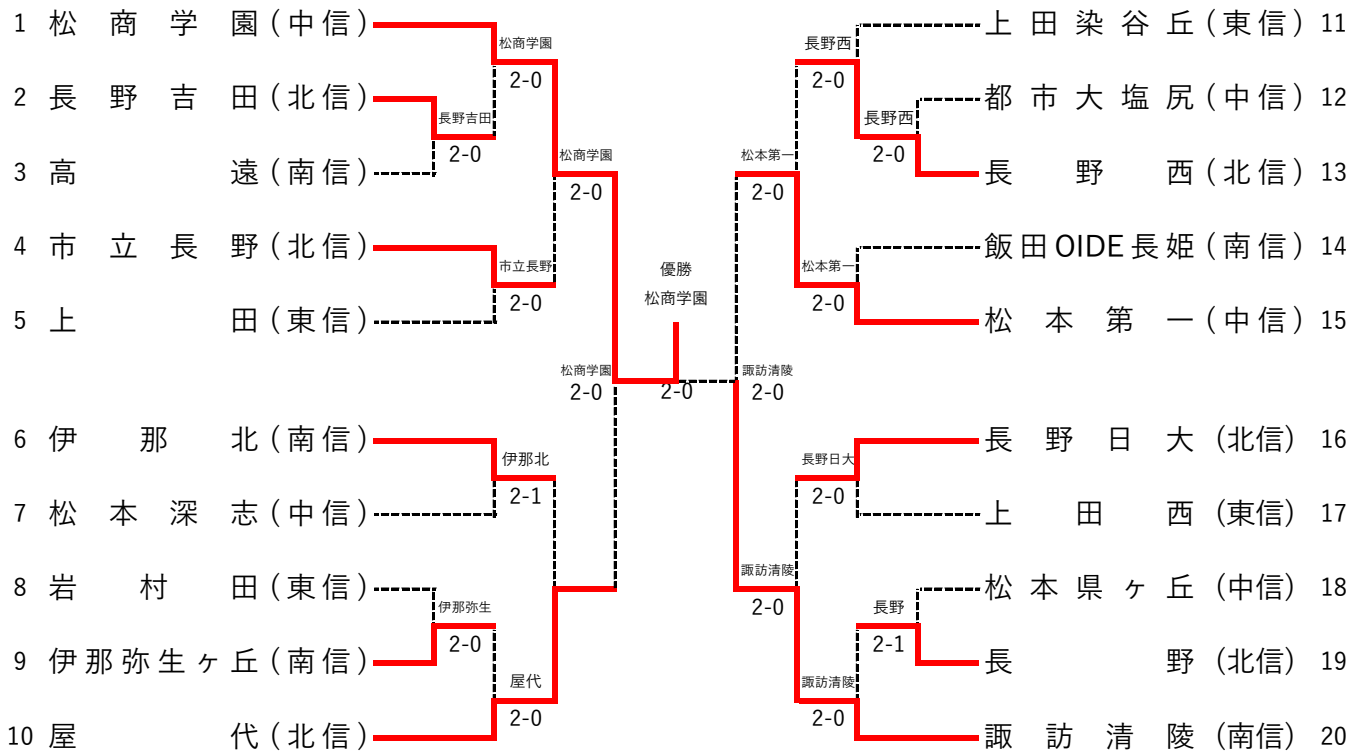 1 松商学園(中信)
松商学園
2-0
2 長野吉田(北信)
長野吉田
2-0
3 高遠(南信)
松商学園
2-0
4 市立長野(北信)
市立長野
2-0
5 上田(東信)
松商学園
2-0
6 伊那北(南信)
伊那北
2-1
7 松本深志(中信)
8 岩村田(東信)
伊那弥生
2-0
9 伊那弥生ヶ丘(南信)
屋代
2-0
10 屋代(北信)
優勝
松商学園
2-0
上田染谷丘(東信) 11
長野西
2-0
都市大塩尻(中信) 12
長野西
2-0
長野西(北信) 13
松本第一
2-0
飯田OIDE長姫(南信) 14
松本第一
2-0
松本第一(中信) 15
諏訪清陵
2-0
長野日大(北信) 16
長野日大
2-0
上田西(東信) 17
諏訪清陵
2-0
松本県ヶ丘(中信) 18
長野
2-1
長野(北信) 19
諏訪清陵
2-0
諏訪清陵(南信) 20